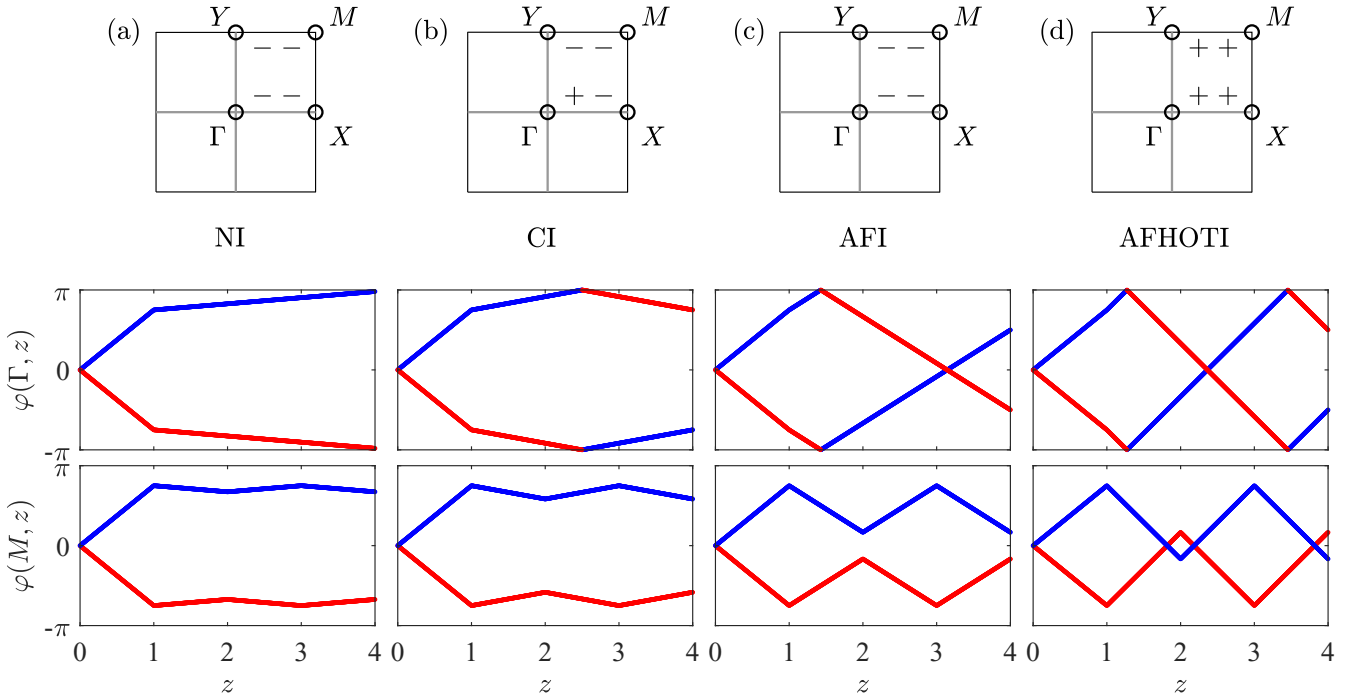 (a) Y M (b) Y M (c) Y M (d) Y M
− − − − − − + +
− − + − − − + +
Γ X Γ X Γ X Γ X
NI CI AFI AFHOTI
π
φ(Γ, z) 0
-π
π
φ(M, z) 0
-π
0 1 2 3 4 0 1 2 3 4 0 1 2 3 4 0 1 2 3 4
z z z z